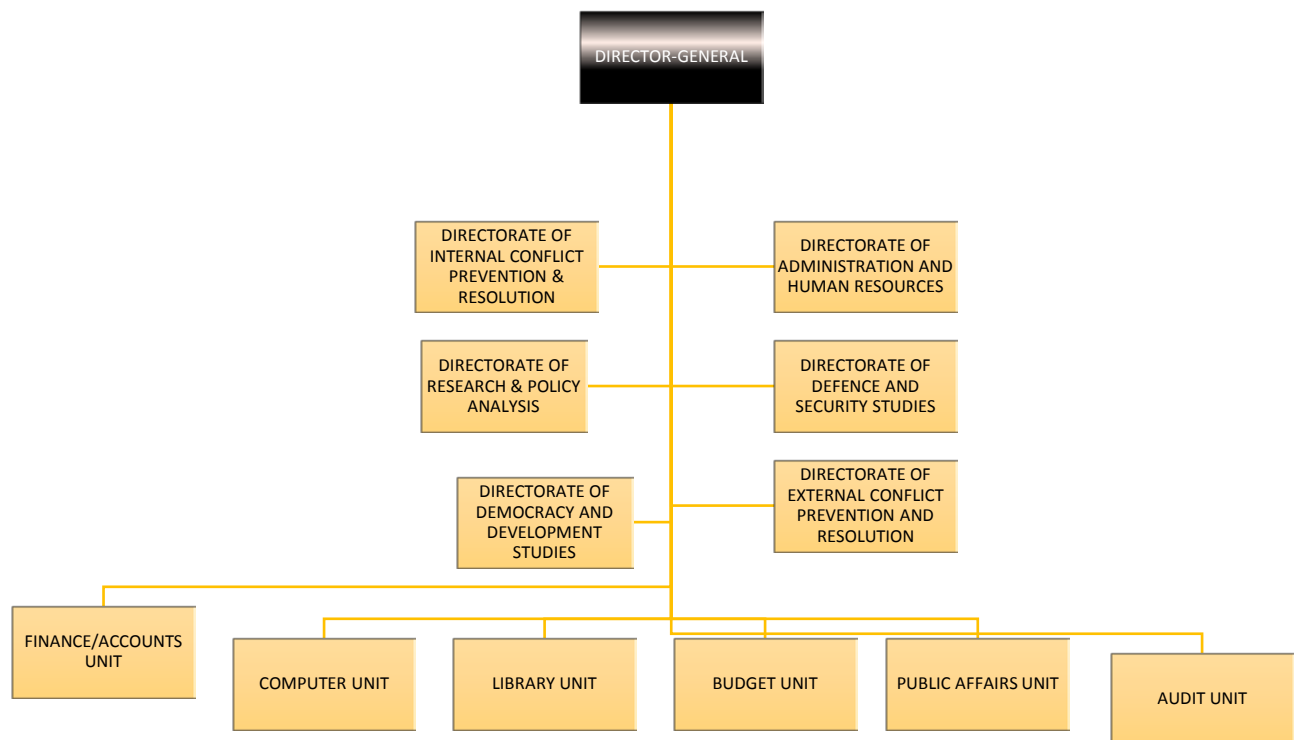 DIRECTOR-GENERAL
DIRECTORATE OF
INTERNAL CONFLICT
PREVENTION &
RESOLUTION
DIRECTORATE OF
ADMINISTRATION AND
HUMAN RESOURCES
DIRECTORATE OF
RESEARCH & POLICY
ANALYSIS
DIRECTORATE OF
DEFENCE AND
SECURITY STUDIES
DIRECTORATE OF
DEMOCRACY AND
DEVELOPMENT
STUDIES
DIRECTORATE OF
EXTERNAL CONFLICT
PREVENTION AND
RESOLUTION
FINANCE/ACCOUNTS
UNIT
COMPUTER UNIT
LIBRARY UNIT
BUDGET UNIT
PUBLIC AFFAIRS UNIT
AUDIT UNIT